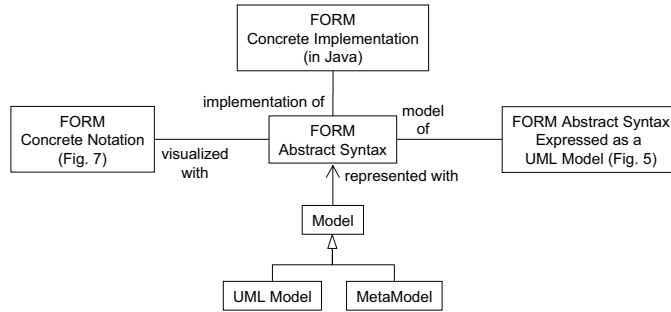 FORM
Concrete Implementation
(in Java)
implementation of
model
of
FORM
Concrete Notation
(Fig. 7)
visualized
with
FORM
Abstract Syntax
FORM Abstract Syntax
Expressed as a
UML Model (Fig. 5)
represented with
Model
UML Model
MetaModel